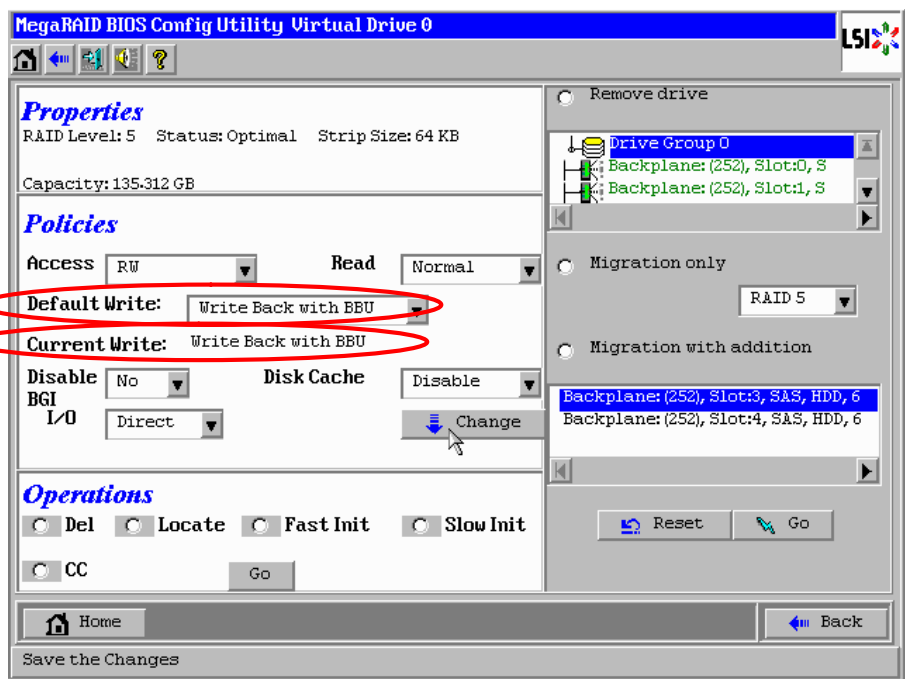 MegaRAID BIOS Config Utility Virtual Drive 0
LSI
Properties
RAID Level: 5 Status: Optimal Strip Size: 64 KB
Capacity: 135.312 GB
Policies
Access RW Read Normal
Default Write: Write Back with BBU
Current Write: Write Back with BBU
Disable BGI No Disk Cache Disable
I/O Direct Change
Operations
Del Locate Fast Init Slow Init
CC Go
Remove drive
Drive Group 0
Backplane: (252), Slot:0, S
Backplane: (252), Slot:1, S
Migration only
RAID 5
Migration with addition
Backplane: (252), Slot:3, SAS, HDD, 6
Backplane: (252), Slot:4, SAS, HDD, 6
Reset Go
Home Back
Save the Changes